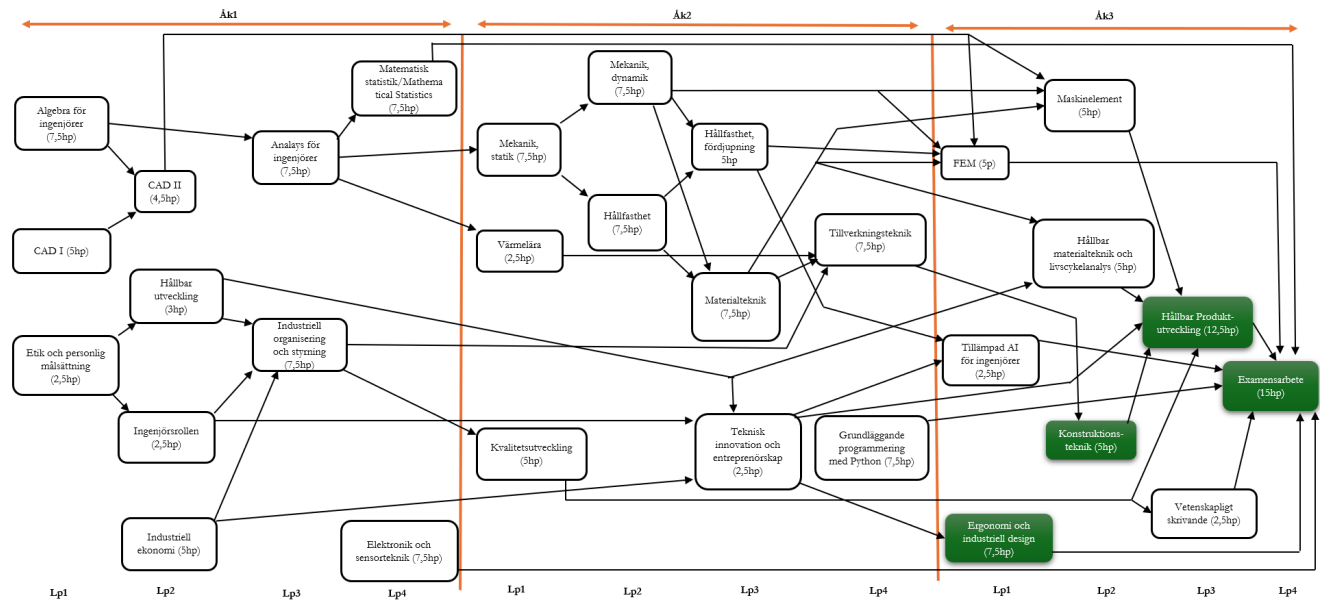 Åk1
Åk2
Åk3
Algebra för
ingenjörer
(7,5hp)
CAD I (5hp)
CAD II
(4,5hp)
Analays för
ingenjörer
(7,5hp)
Matematisk
statistik/Mathema
tical Statistics
(7,5hp)
Etik och personlig
målsättning
(2,5hp)
Hållbar
utveckling
(3hp)
Ingenjörsrollen
(2,5hp)
Industriell
ekonomi (5hp)
Industriell
organisering
och styrning
(7,5hp)
Elektronik och
sensorteknik (7,5hp)
Mekanik,
statik (7,5hp)
Värmelära
(2,5hp)
Kvalitetsutveckling
(5hp)
Mekanik,
dynamik
(7,5hp)
Hållfasthet
(7,5hp)
Hållfasthet,
fördjupning
5hp
Materialteknik
(7,5hp)
Teknisk
innovation och
entreprenörskap
(2,5hp)
Tillverkningsteknik
(7,5hp)
Grundläggande
programmering
med Python (7,5hp)
FEM (5p)
Tillämpad AI
för ingenjörer
(2,5hp)
Ergonomi och
industriell design
(7,5hp)
Maskinelement
(5hp)
Hållbar
materialteknik och
livscykelanalys (5hp)
Konstruktions-
teknik (5hp)
Hållbar Produkt-
utveckling (12,5hp)
Vetenskapligt
skrivande (2,5hp)
Examensarbete
(15hp)
Lp1
Lp2
Lp3
Lp4
Lp1
Lp2
Lp3
Lp4
Lp1
Lp2
Lp3
Lp4